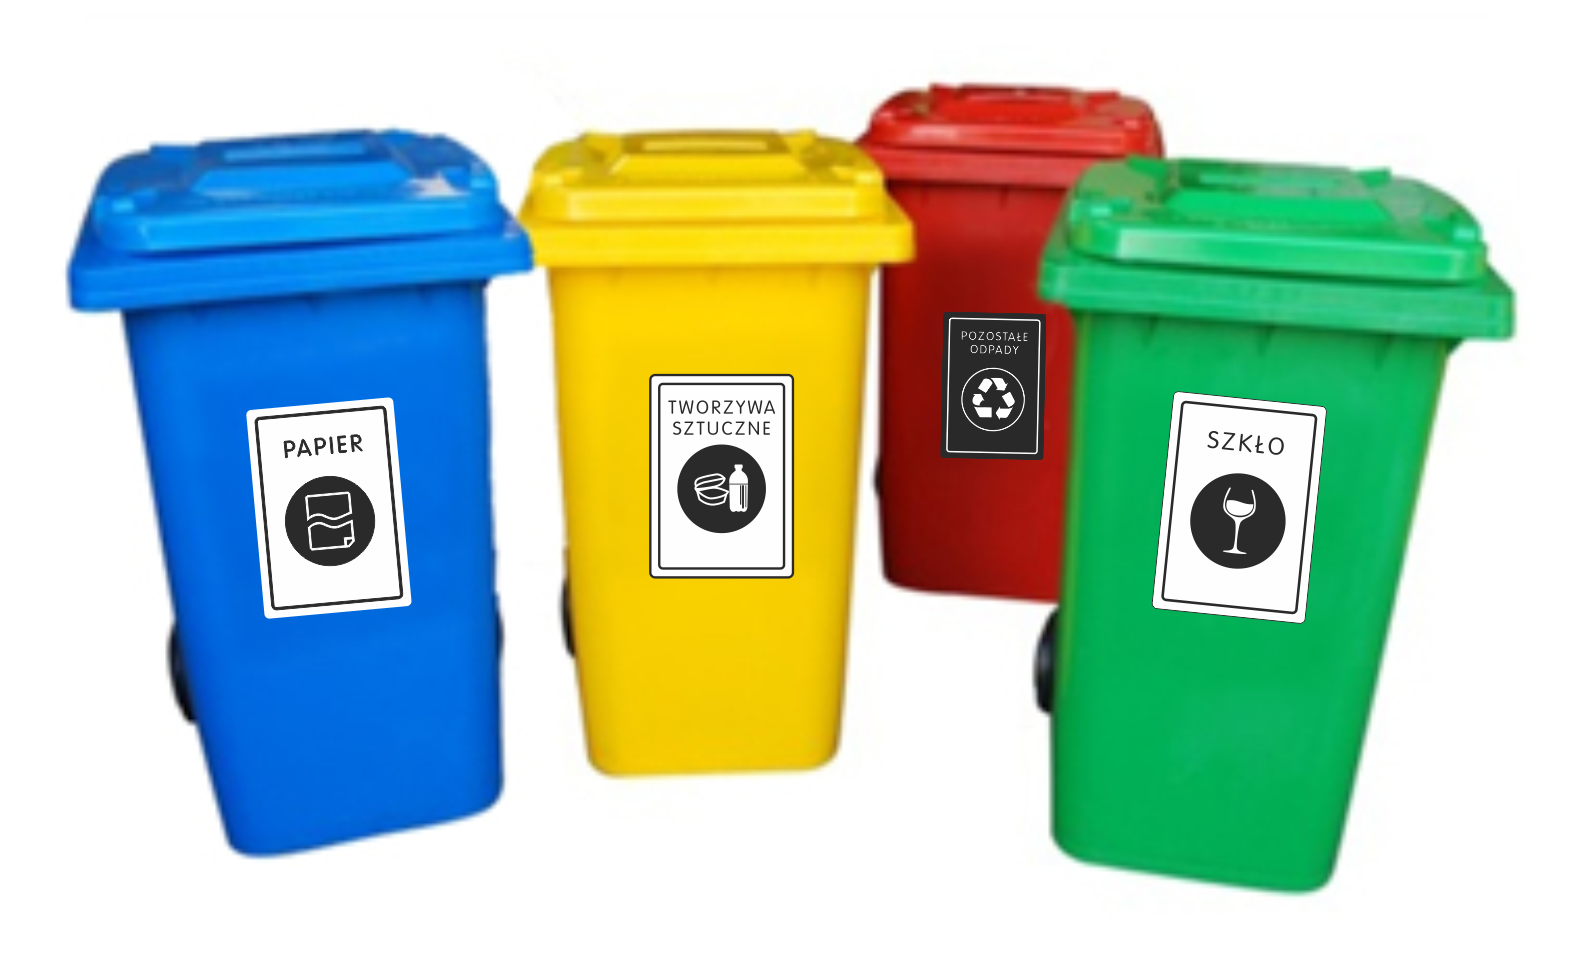 PAPIER
TWORZYWA
SZTUCZNE
POZOSTAŁE
ODPADY
SZKŁO